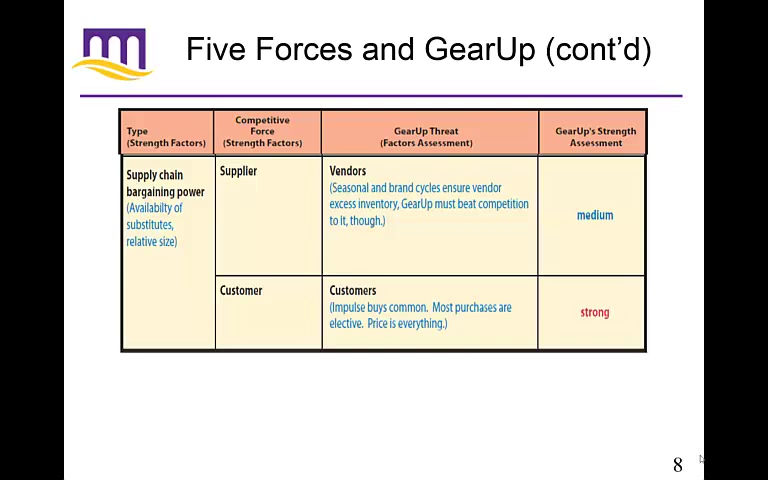 Five Forces and GearUp (cont'd)
Type
(Strength Factors)
Competitive
Force
(Strength Factors)
GearUp Threat
(Factors Assessment)
GearUp's Strength
Assessment
Supply chain
bargaining power
(Availabilty of
substitutes,
relative size)
Supplier
Vendors
(Seasonal and brand cycles ensure vendor
excess inventory, GearUp must beat competition
to it, though.)
medium
Customer
Customers
(Impulse buys common.  Most purchases are
elective.  Price is everything.)
strong
8